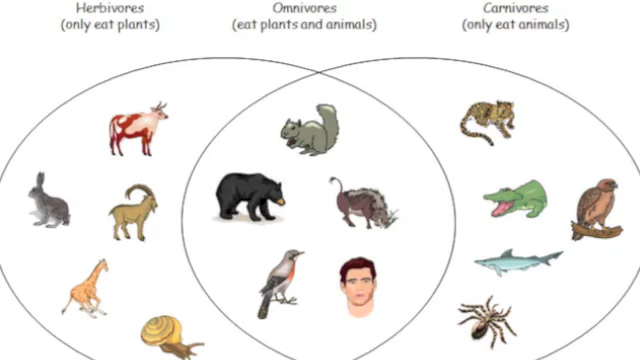 Herbivores
(only eat plants)
Omnivores
(eat plants and animals)
Carnivores
(only eat animals)